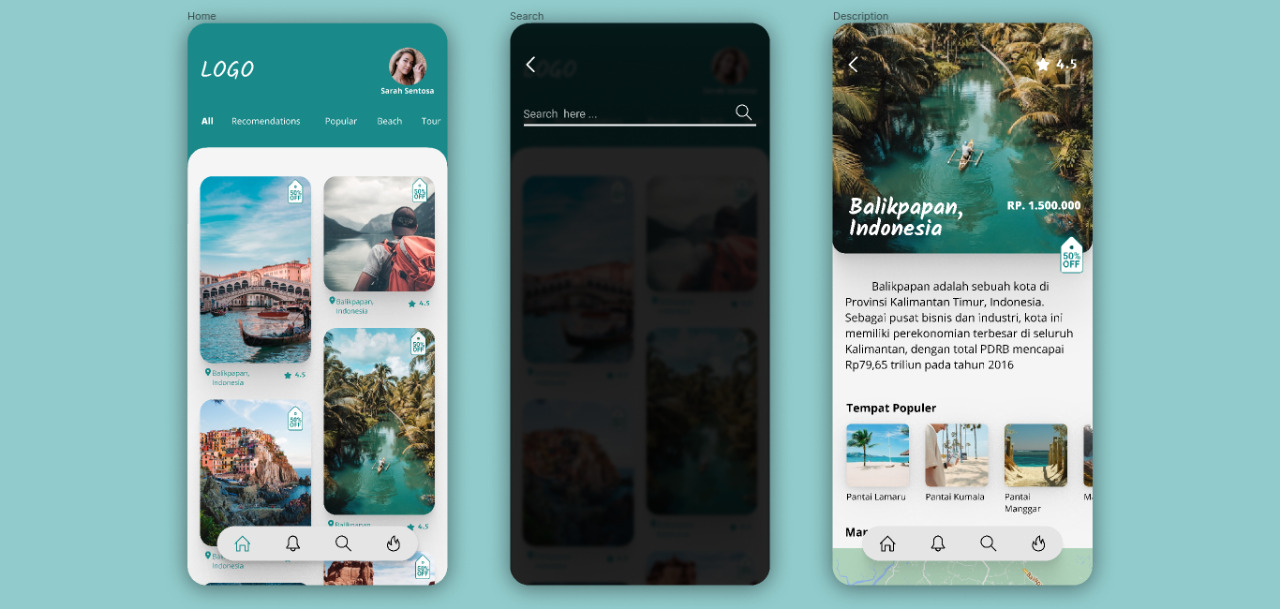 Home
LOGO
Sarah Sentosa
All Recomendations Popular Beach Tour
50%
OFF
50%
OFF
Balikpapan,
Indonesia
4.5
50%
OFF
Balikpapan,
Indonesia
4.5
50%
OFF
Balikpapan,
4.5
Indonesia
50%
OFF
Search
LOGO
Search here ...
Description
4.5
Balikpapan,
Indonesia
RP. 1.500.000
50%
OFF
Balikpapan adalah sebuah kota di
Provinsi Kalimantan Timur, Indonesia.
Sebagai pusat bisnis dan industri, kota ini
memiliki perekonomian terbesar di seluruh
Kalimantan, dengan total PDRB mencapai
Rp79,65 triliun pada tahun 2016
Tempat Populer
Pantai Lamaru
Pantai Kumala
Pantai
Manggar